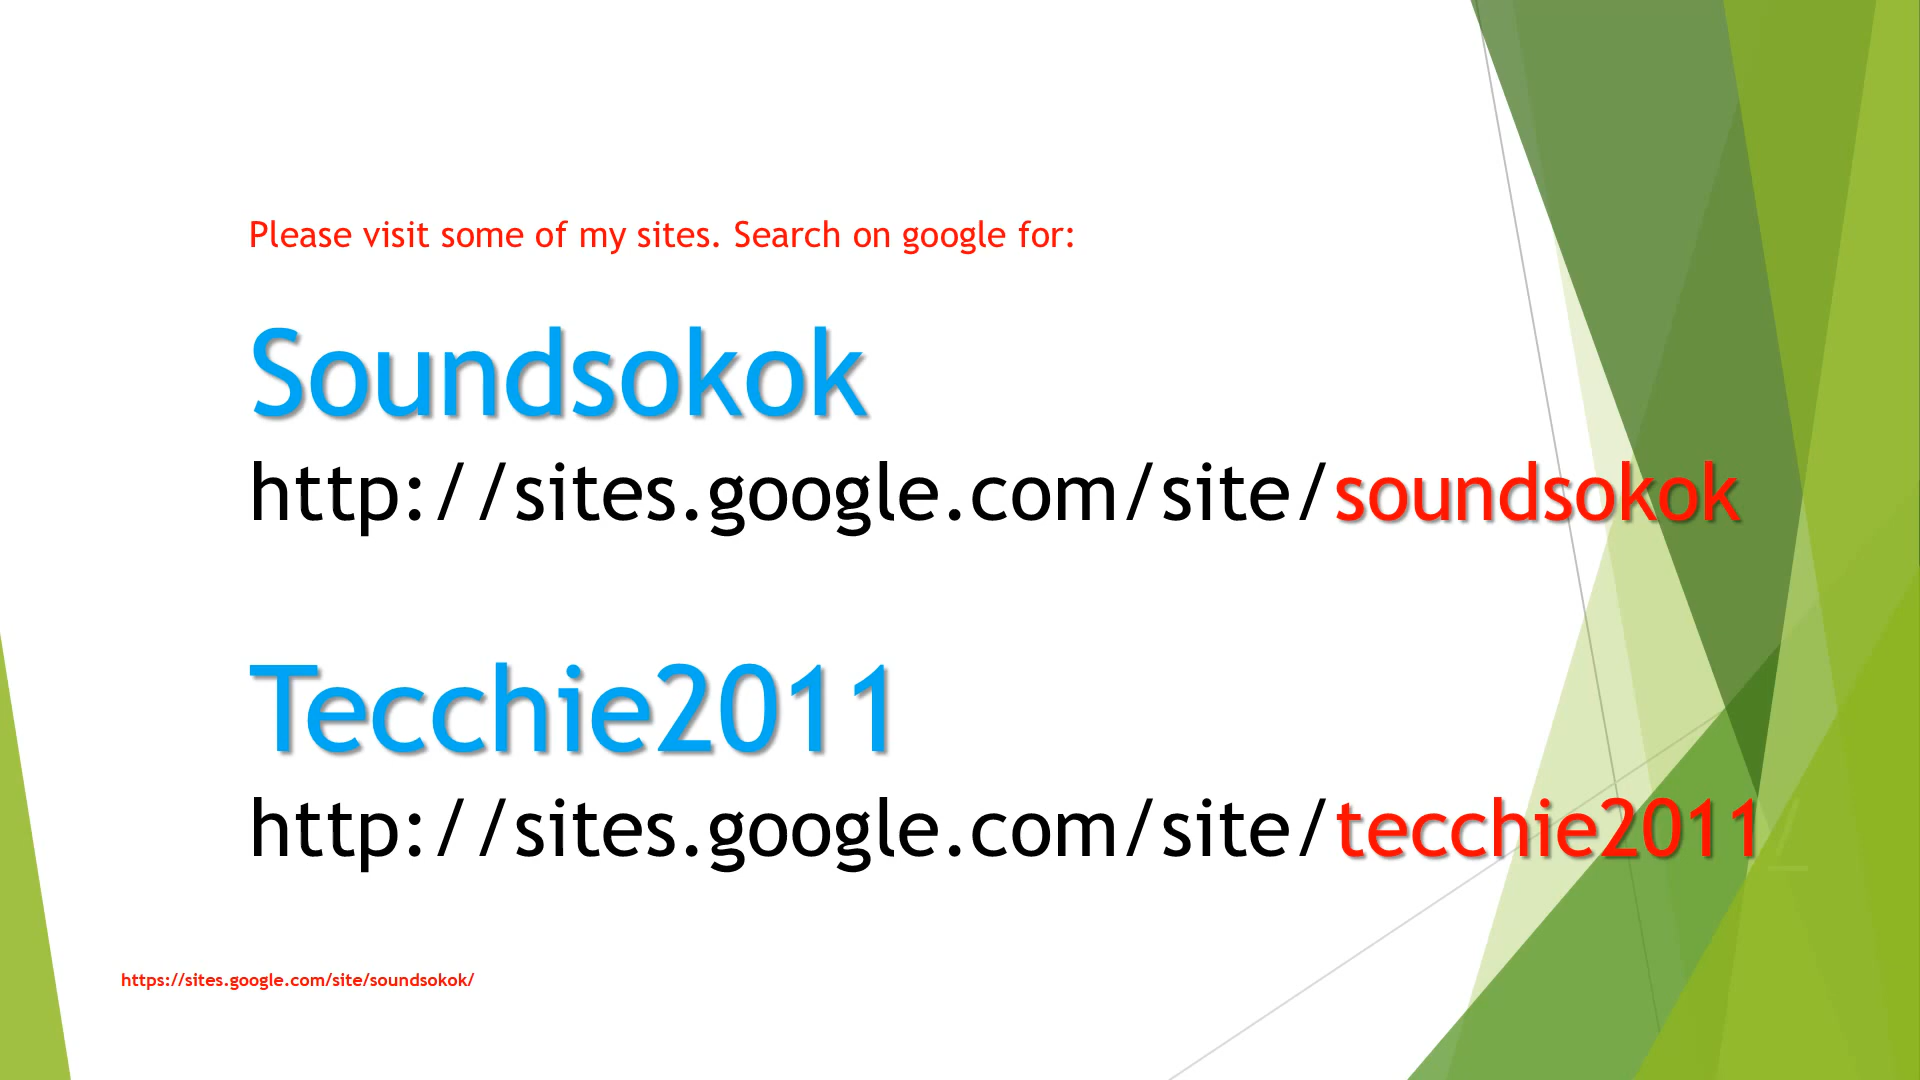 Please visit some of my sites. Search on google for:
Soundsokok
http://sites.google.com/site/soundsokok
Tecchie2011
http://sites.google.com/site/tecchie2011
https://sites.google.com/site/soundsokok/